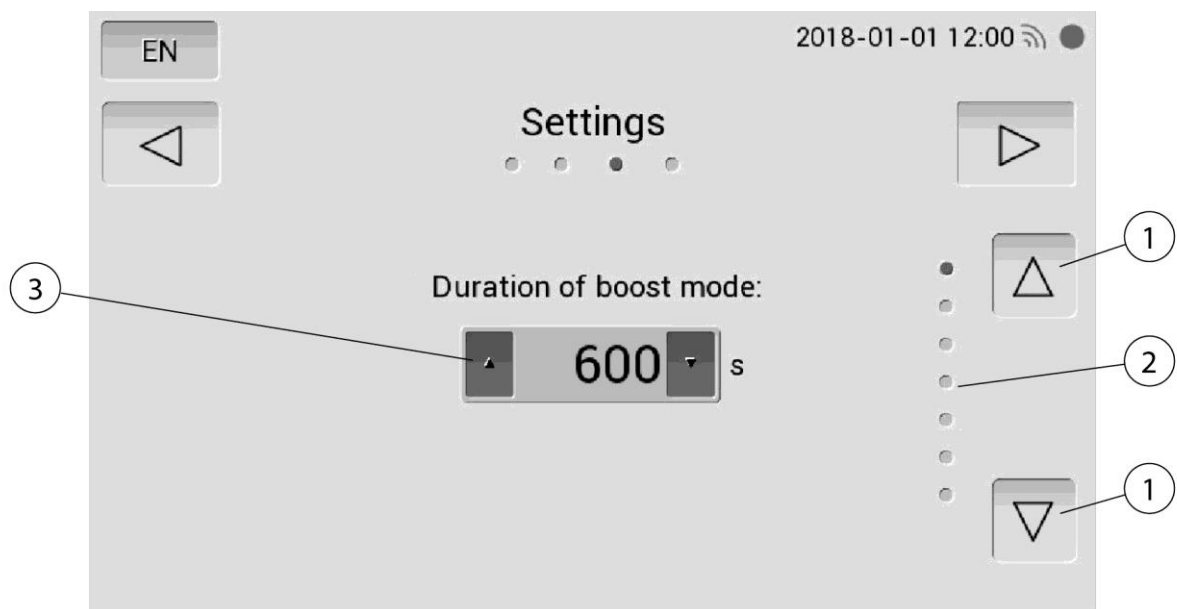 EN
2018-01-01 12:00
Settings
1
3
Duration of boost mode:
600 s
2
1